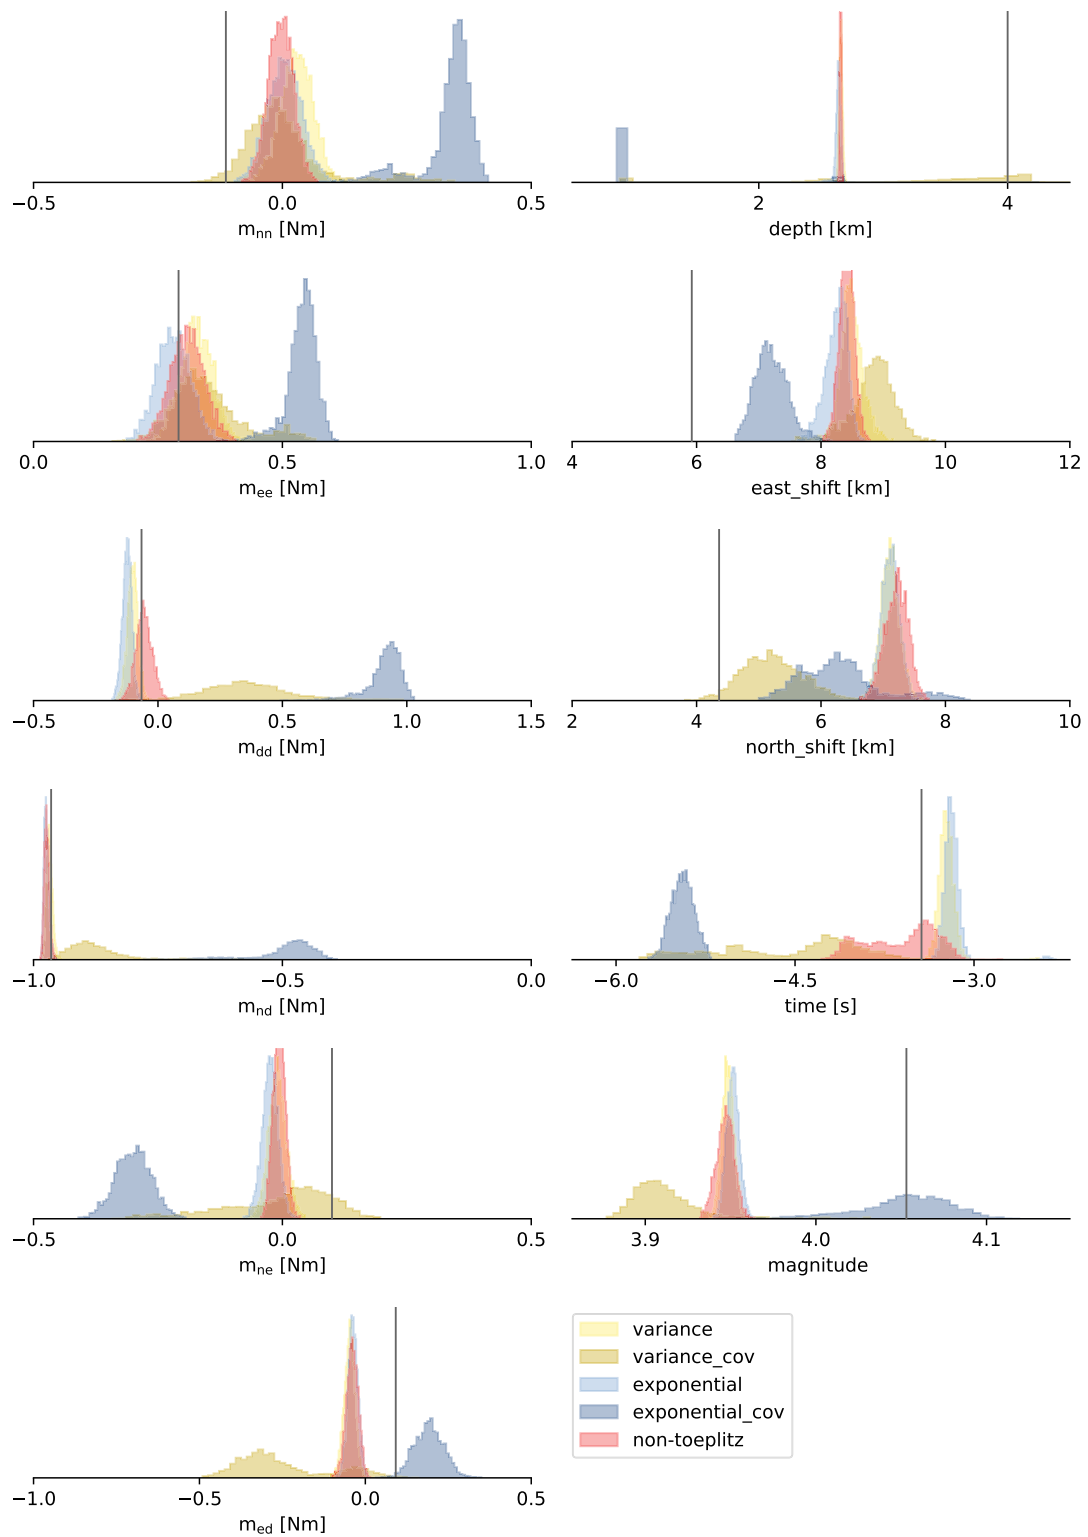 −0.5 0.0 0.5
m_nn [Nm]
2 4
depth [km]
0.0 0.5 1.0
m_ee [Nm]
4 6 8 10 12
east_shift [km]
−0.5 0.0 0.5 1.0 1.5
m_dd [Nm]
2 4 6 8 10
north_shift [km]
−1.0 −0.5 0.0
m_nd [Nm]
−6.0 −4.5 −3.0
time [s]
−0.5 0.0 0.5
m_ne [Nm]
3.9 4.0 4.1
magnitude
−1.0 −0.5 0.0 0.5
m_ed [Nm]
variance
variance_cov
exponential
exponential_cov
non-toeplitz